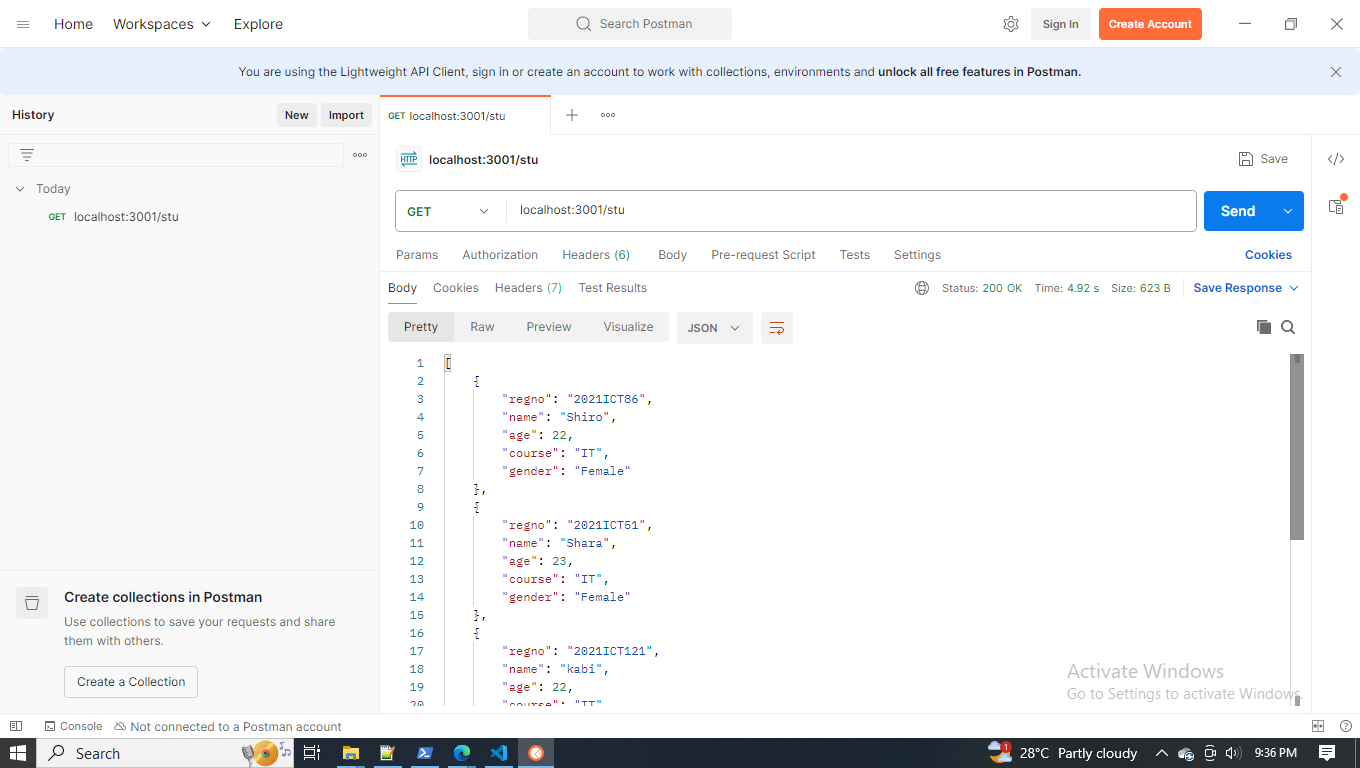 Home Workspaces Explore Search Postman Sign In Create Account
You are using the Lightweight API Client, sign in or create an account to work with collections, environments and unlock all free features in Postman.
History New Import
GET localhost:3001/stu
Today
GET localhost:3001/stu
HTTP localhost:3001/stu Save
GET localhost:3001/stu Send
Params Authorization Headers (6) Body Pre-request Script Tests Settings Cookies
Body Cookies Headers (7) Test Results Status: 200 OK Time: 4.92 s Size: 623 B Save Response
Pretty Raw Preview Visualize JSON
1 [
2 {
3 "regno": "2021ICT86",
4 "name": "Shiro",
5 "age": 22,
6 "course": "IT",
7 "gender": "Female"
8 },
9 {
10 "regno": "2021ICT51",
11 "name": "Shara",
12 "age": 23,
13 "course": "IT",
14 "gender": "Female"
15 },
16 {
17 "regno": "2021ICT121",
18 "name": "kabi",
19 "age": 22,
20 "course": "IT"
Create collections in Postman
Use collections to save your requests and share
them with others.
Create a Collection
Activate Windows
Go to Settings to activate Windows.
Console Not connected to a Postman account
Search 1 28°C Partly cloudy 9:36 PM